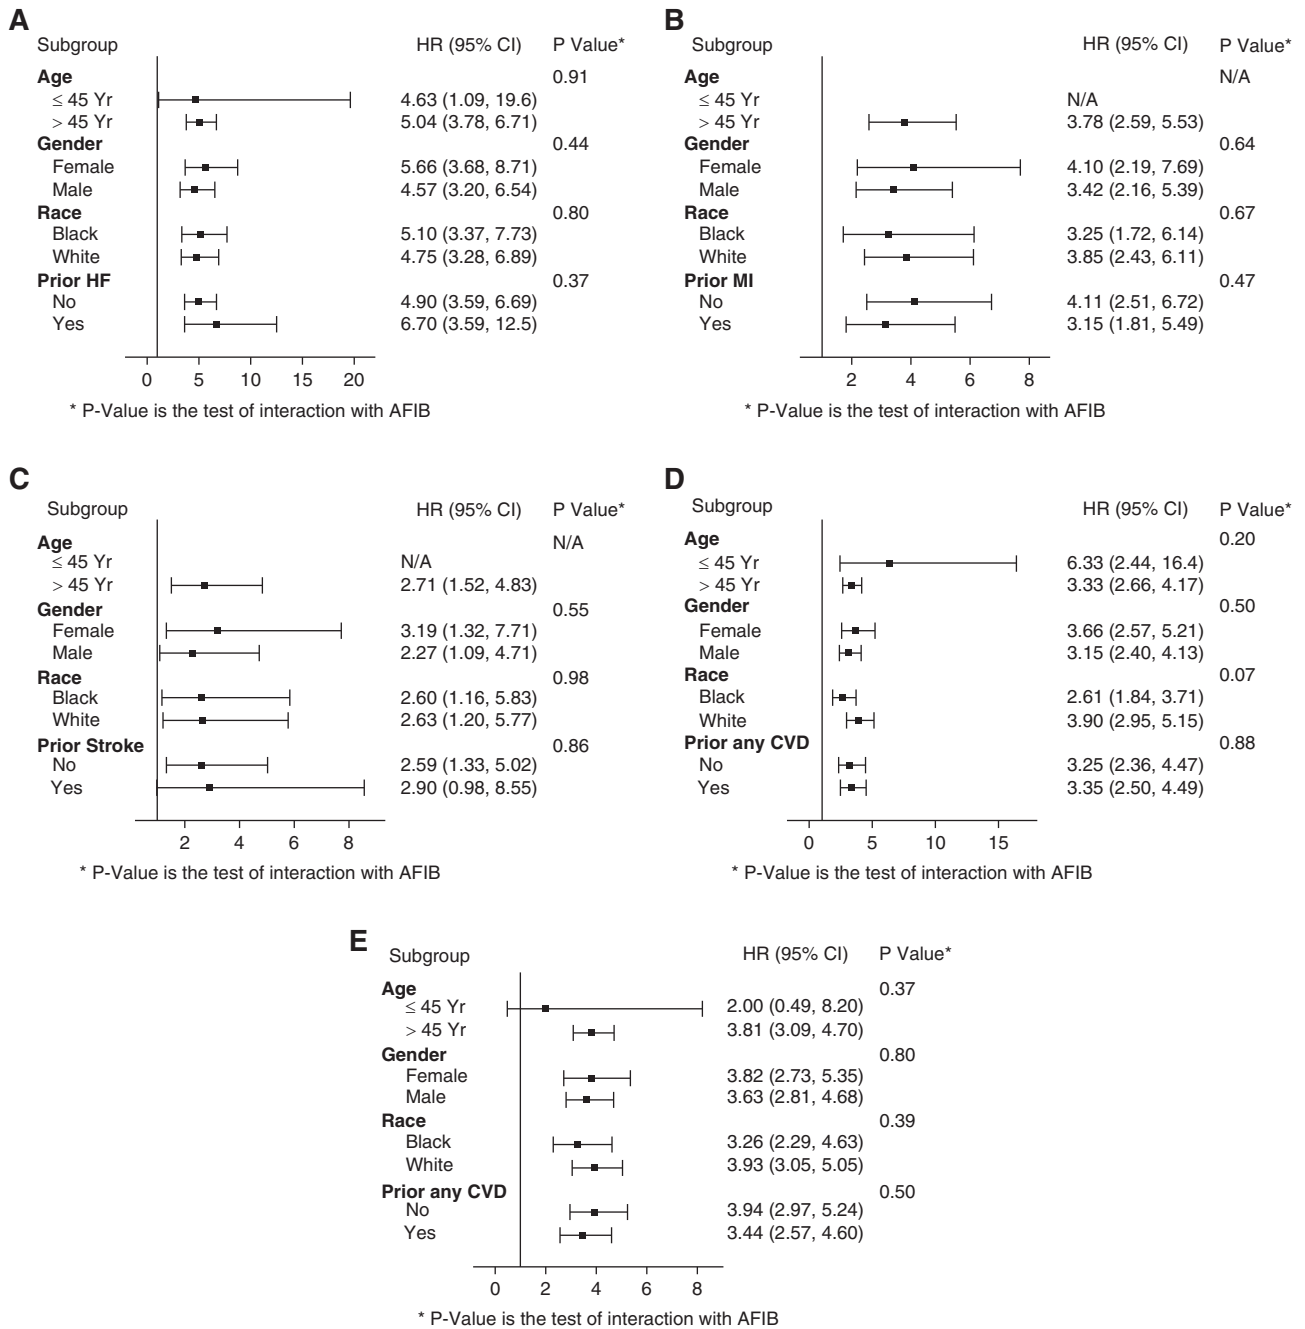 A
Subgroup HR (95% CI) P Value*
Age 0.91
≤ 45 Yr 4.63 (1.09, 19.6)
> 45 Yr 5.04 (3.78, 6.71)
Gender 0.44
Female 5.66 (3.68, 8.71)
Male 4.57 (3.20, 6.54)
Race 0.80
Black 5.10 (3.37, 7.73)
White 4.75 (3.28, 6.89)
Prior HF 0.37
No 4.90 (3.59, 6.69)
Yes 6.70 (3.59, 12.5)
0 5 10 15 20
* P-Value is the test of interaction with AFIB
B
Subgroup HR (95% CI) P Value*
Age N/A
≤ 45 Yr N/A
> 45 Yr 3.78 (2.59, 5.53)
Gender 0.64
Female 4.10 (2.19, 7.69)
Male 3.42 (2.16, 5.39)
Race 0.67
Black 3.25 (1.72, 6.14)
White 3.85 (2.43, 6.11)
Prior MI 0.47
No 4.11 (2.51, 6.72)
Yes 3.15 (1.81, 5.49)
2 4 6 8
* P-Value is the test of interaction with AFIB
C
Subgroup HR (95% CI) P Value*
Age N/A
≤ 45 Yr N/A
> 45 Yr 2.71 (1.52, 4.83)
Gender 0.55
Female 3.19 (1.32, 7.71)
Male 2.27 (1.09, 4.71)
Race 0.98
Black 2.60 (1.16, 5.83)
White 2.63 (1.20, 5.77)
Prior Stroke 0.86
No 2.59 (1.33, 5.02)
Yes 2.90 (0.98, 8.55)
2 4 6 8
* P-Value is the test of interaction with AFIB
D
Subgroup HR (95% CI) P Value*
Age 0.20
≤ 45 Yr 6.33 (2.44, 16.4)
> 45 Yr 3.33 (2.66, 4.17)
Gender 0.50
Female 3.66 (2.57, 5.21)
Male 3.15 (2.40, 4.13)
Race 0.07
Black 2.61 (1.84, 3.71)
White 3.90 (2.95, 5.15)
Prior any CVD 0.88
No 3.25 (2.36, 4.47)
Yes 3.35 (2.50, 4.49)
0 5 10 15
* P-Value is the test of interaction with AFIB
E
Subgroup HR (95% CI) P Value*
Age 0.37
≤ 45 Yr 2.00 (0.49, 8.20)
> 45 Yr 3.81 (3.09, 4.70)
Gender 0.80
Female 3.82 (2.73, 5.35)
Male 3.63 (2.81, 4.68)
Race 0.39
Black 3.26 (2.29, 4.63)
White 3.93 (3.05, 5.05)
Prior any CVD 0.50
No 3.94 (2.97, 5.24)
Yes 3.44 (2.57, 4.60)
0 2 4 6 8
* P-Value is the test of interaction with AFIB